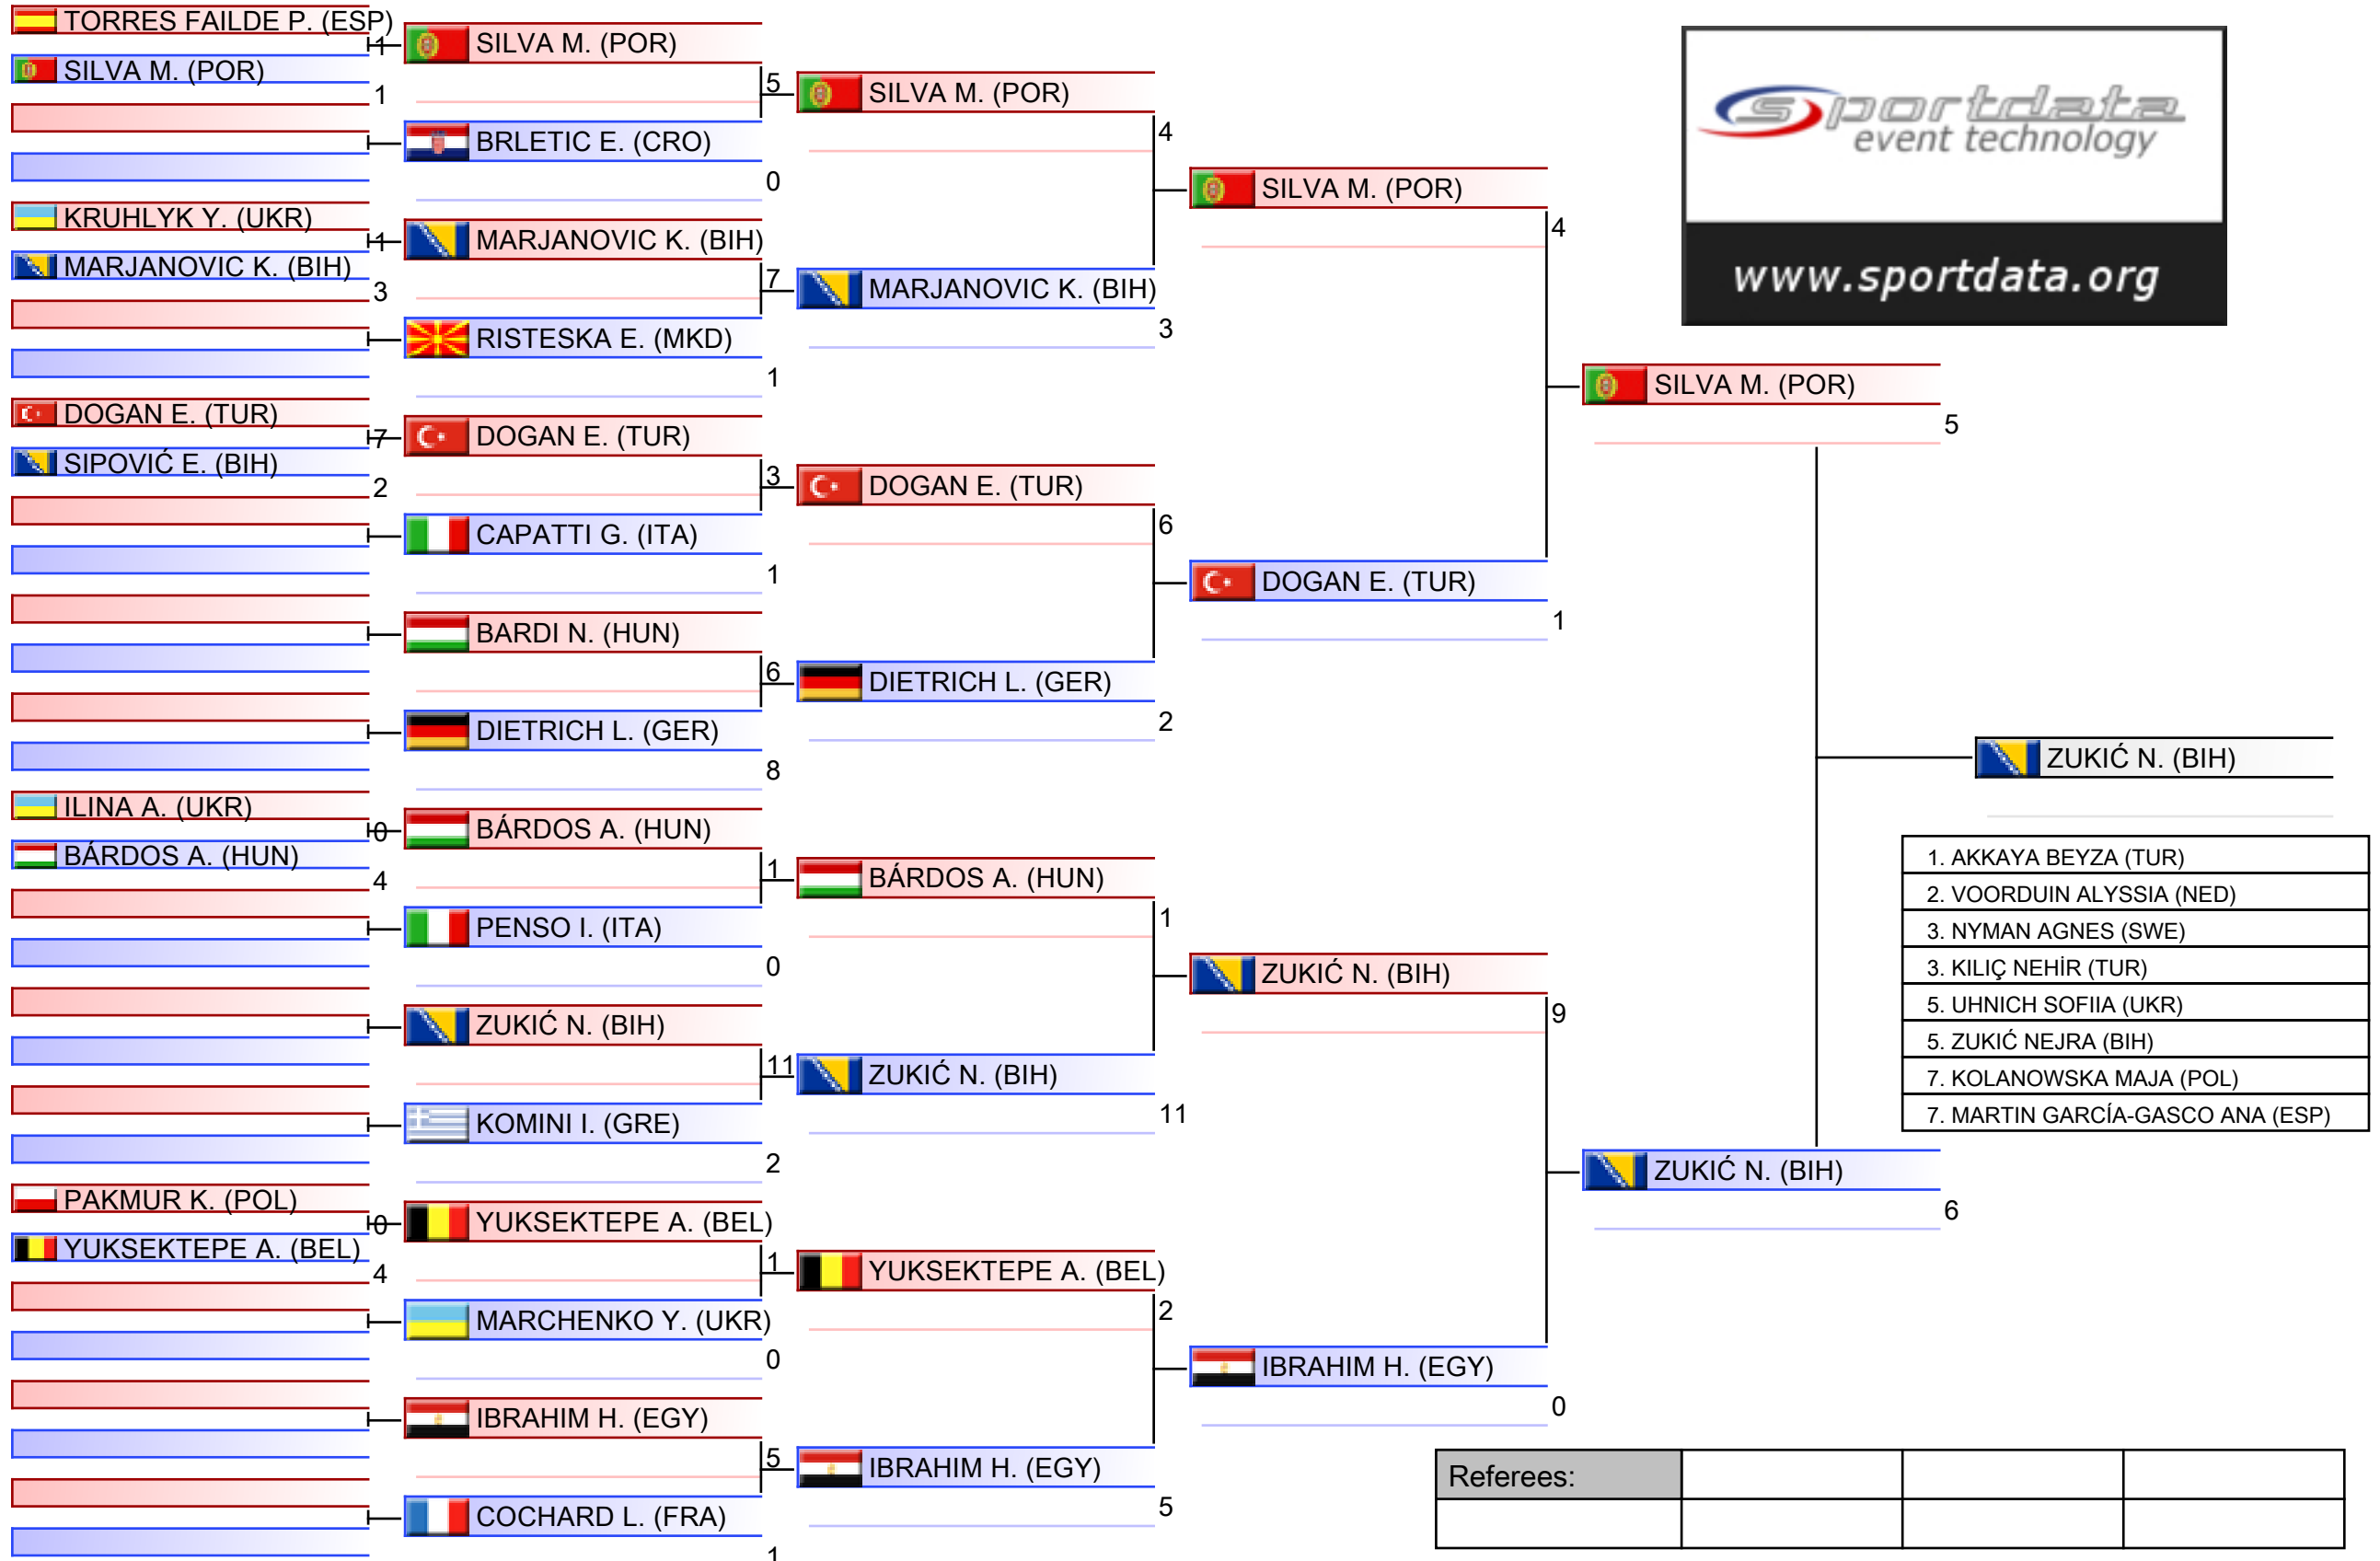 TORRES FAILDE P. (ESP)
1
SILVA M. (POR)
1
KRUHLYK Y. (UKR)
1
MARJANOVIC K. (BIH)
3
DOGAN E. (TUR)
7
SIPOVIĆ E. (BIH)
2
ILINA A. (UKR)
0
BÁRDOS A. (HUN)
4
PAKMUR K. (POL)
0
YUKSEKTEPE A. (BEL)
4
SILVA M. (POR)
5
BRLETIC E. (CRO)
0
MARJANOVIC K. (BIH)
7
RISTESKA E. (MKD)
1
DOGAN E. (TUR)
3
CAPATTI G. (ITA)
1
BARDI N. (HUN)
6
DIETRICH L. (GER)
8
BÁRDOS A. (HUN)
1
PENSO I. (ITA)
0
ZUKIĆ N. (BIH)
11
KOMINI I. (GRE)
2
YUKSEKTEPE A. (BEL)
1
MARCHENKO Y. (UKR)
0
IBRAHIM H. (EGY)
5
COCHARD L. (FRA)
1
SILVA M. (POR)
4
MARJANOVIC K. (BIH)
3
DOGAN E. (TUR)
6
DIETRICH L. (GER)
2
BÁRDOS A. (HUN)
1
ZUKIĆ N. (BIH)
11
YUKSEKTEPE A. (BEL)
2
IBRAHIM H. (EGY)
5
SILVA M. (POR)
4
DOGAN E. (TUR)
1
ZUKIĆ N. (BIH)
9
IBRAHIM H. (EGY)
0
SILVA M. (POR)
5
ZUKIĆ N. (BIH)
6
ZUKIĆ N. (BIH)
sportdata
event technology
www.sportdata.org
1. AKKAYA BEYZA (TUR)
2. VOORDUIN ALYSSIA (NED)
3. NYMAN AGNES (SWE)
3. KILIÇ NEHİR (TUR)
5. UHNICH SOFIIA (UKR)
5. ZUKIĆ NEJRA (BIH)
7. KOLANOWSKA MAJA (POL)
7. MARTIN GARCÍA-GASCO ANA (ESP)
Referees: